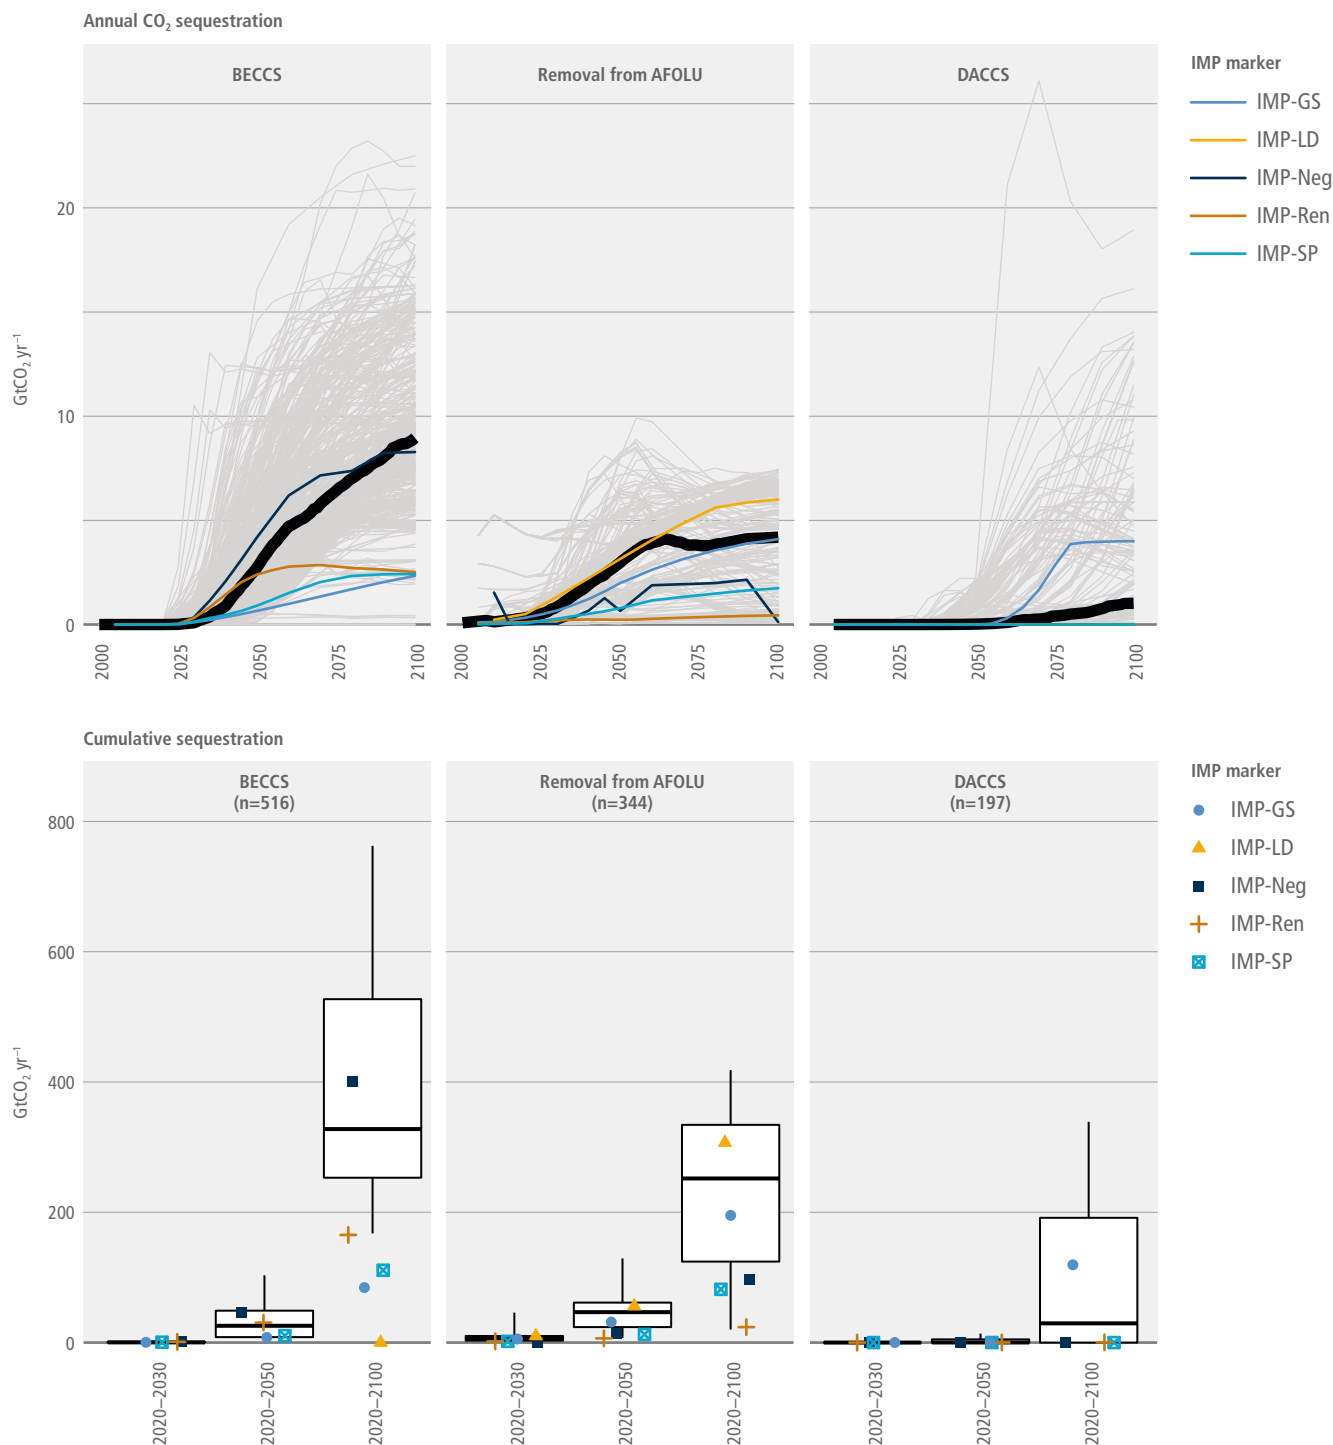 Annual CO₂ sequestration
BECCS
Removal from AFOLU
DACCS
IMP marker
IMP-GS
IMP-LD
IMP-Neg
IMP-Ren
IMP-SP
GtCO₂ yr⁻¹
20
10
0
2000 2025 2050 2075 2100
2000 2025 2050 2075 2100
2000 2025 2050 2075 2100
Cumulative sequestration
BECCS
(n=516)
Removal from AFOLU
(n=344)
DACCS
(n=197)
IMP marker
IMP-GS
IMP-LD
IMP-Neg
IMP-Ren
IMP-SP
GtCO₂ yr⁻¹
800
600
400
200
0
2020–2030 2020–2050 2020–2100
2020–2030 2020–2050 2020–2100
2020–2030 2020–2050 2020–2100